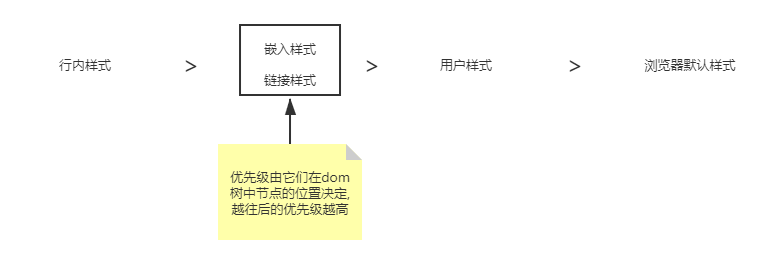 行内样式 > 嵌入样式 > 用户样式 > 浏览器默认样式
链接样式
优先级由它们在dom
树中节点的位置决定,
越往后的优先级越高